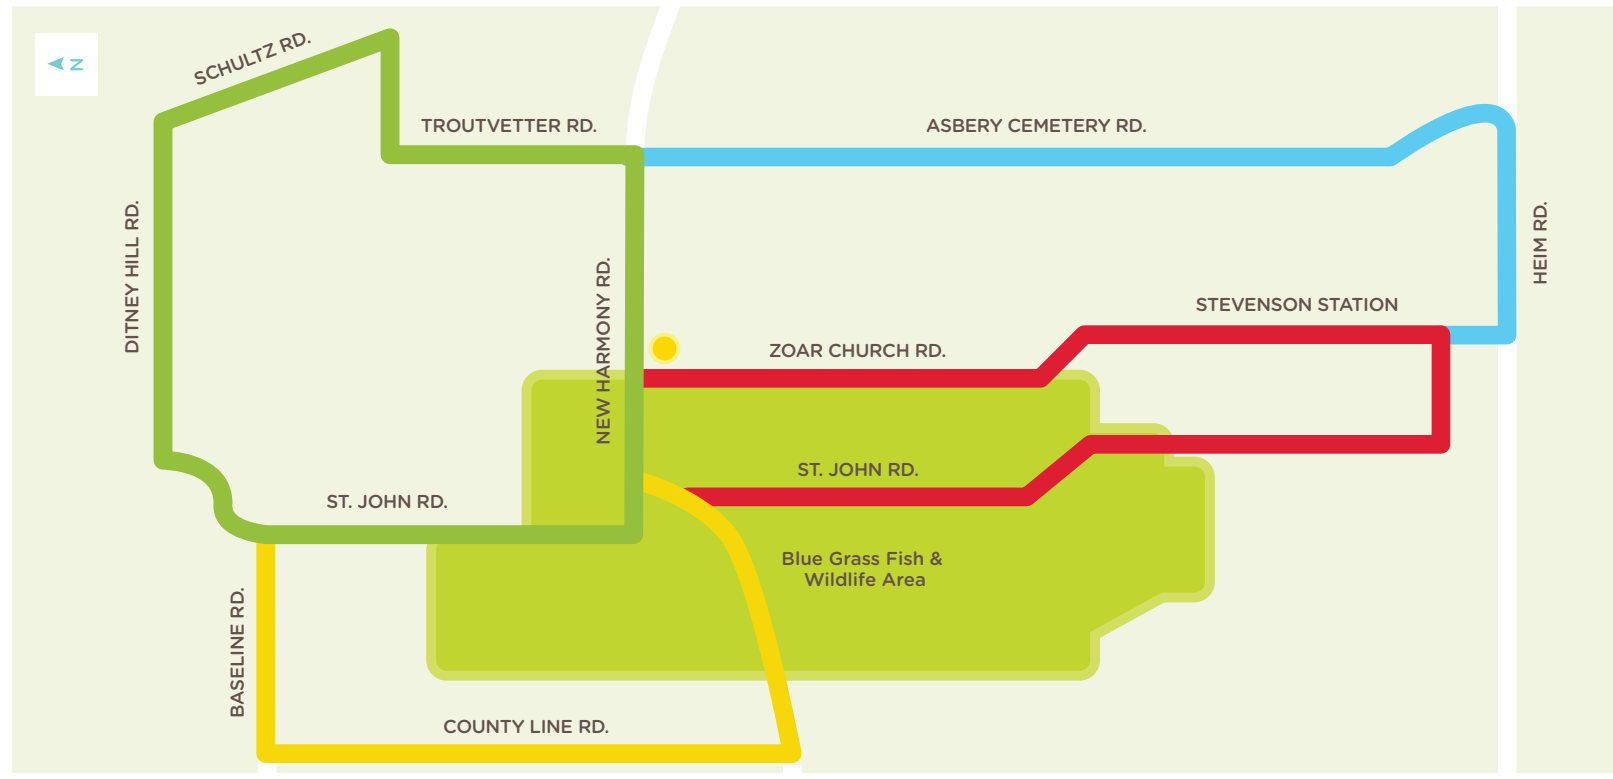 SCHULTZ RD.
N
TROUTVETTER RD.
ASBERY CEMETERY RD.
DITNEY HILL RD.
HEIM RD.
NEW HARMONY RD.
STEVENSON STATION
ZOAR CHURCH RD.
ST. JOHN RD.
ST. JOHN RD.
Blue Grass Fish &
Wildlife Area
BASELINE RD.
COUNTY LINE RD.